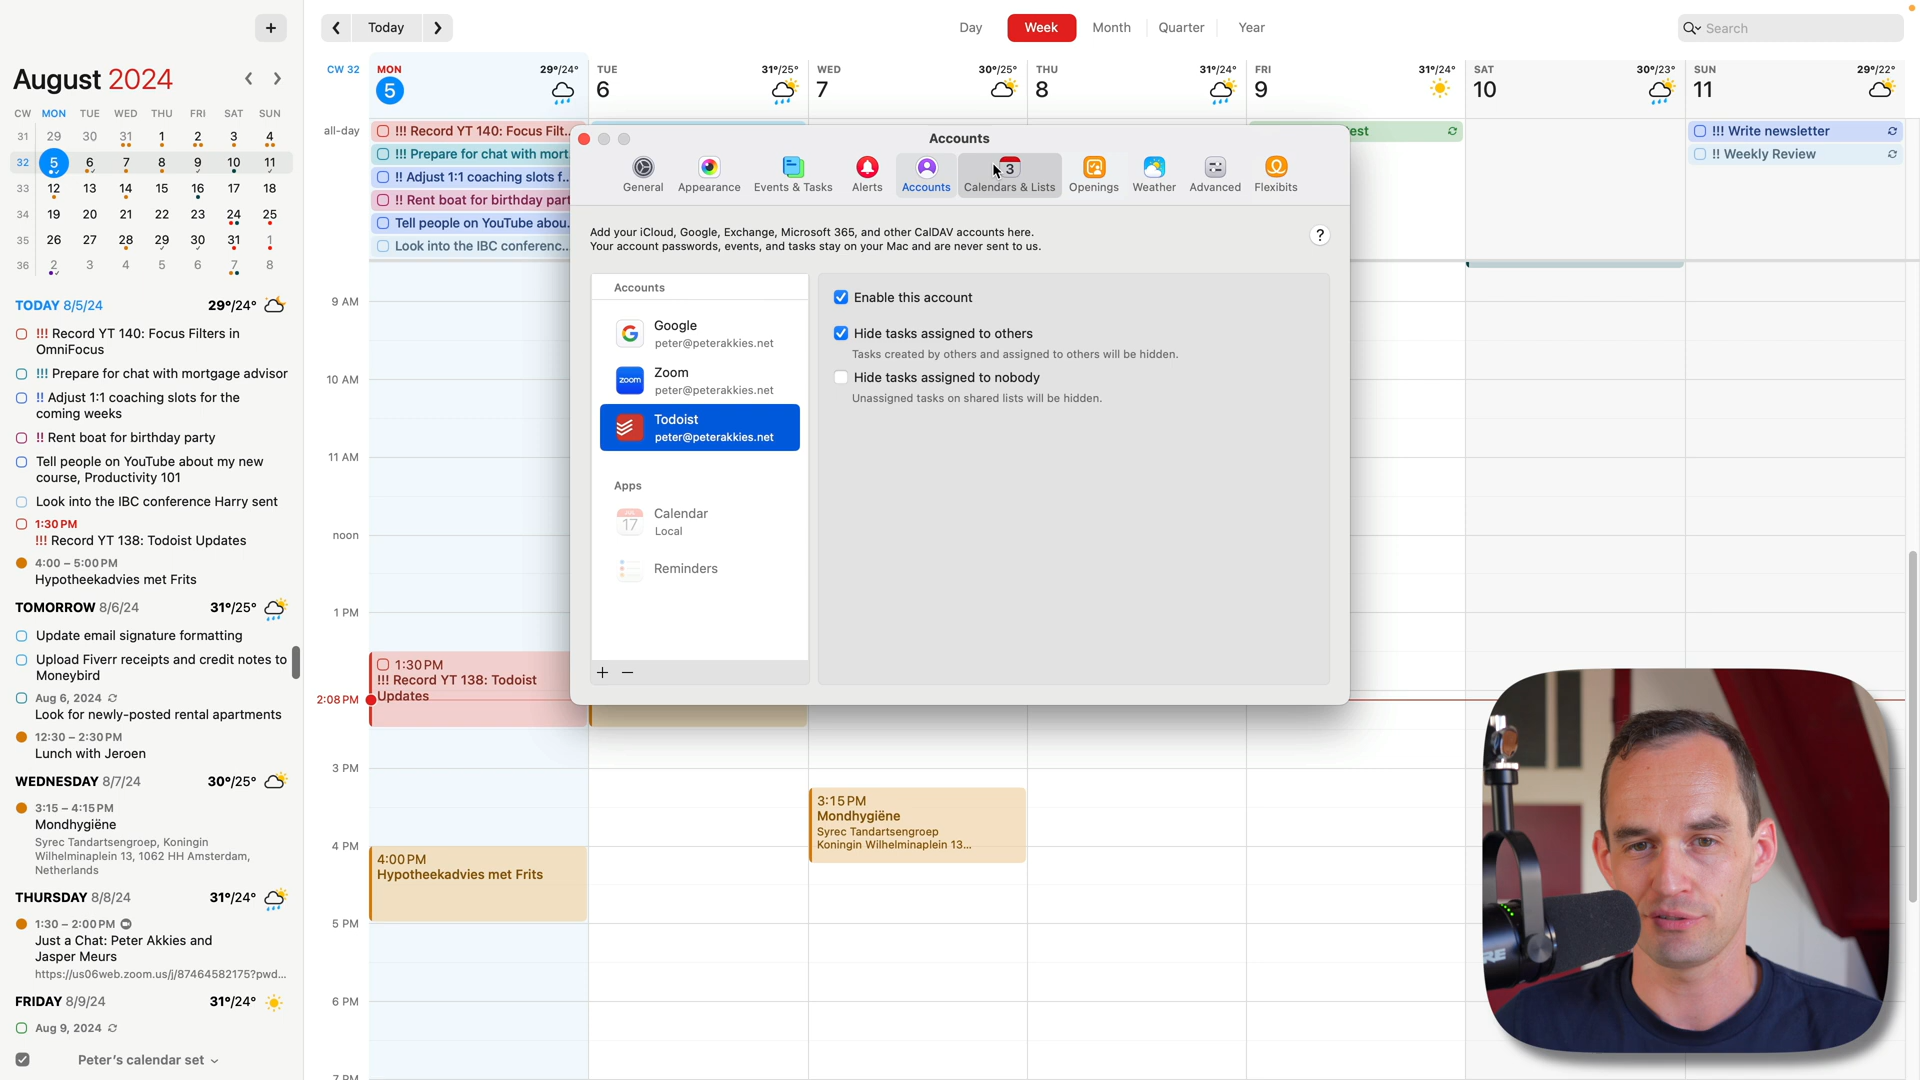 Today
Day
Week
Month
Quarter
Year
Search
August 2024
CW MON TUE WED THU FRI SAT SUN
31 29 30 31 1 2 3 4
32 5 6 7 8 9 10 11
33 12 13 14 15 16 17 18
34 19 20 21 22 23 24 25
35 26 27 28 29 30 31 1
36 2 3 4 5 6 7 8
TODAY 8/5/24 29°/24°
!!! Record YT 140: Focus Filters in
OmniFocus
!!! Prepare for chat with mortgage advisor
!! Adjust 1:1 coaching slots for the
coming weeks
!! Rent boat for birthday party
Tell people on YouTube about my new
course, Productivity 101
Look into the IBC conference Harry sent
1:30 PM
!!! Record YT 138: Todoist Updates
4:00 – 5:00 PM
Hypotheekadvies met Frits
TOMORROW 8/6/24 31°/25°
Update email signature formatting
Upload Fiverr receipts and credit notes to
Moneybird
Aug 6, 2024
Look for newly-posted rental apartments
12:30 – 2:30 PM
Lunch with Jeroen
WEDNESDAY 8/7/24 30°/25°
3:15 – 4:15 PM
Mondhygiëne
Syrec Tandartsengroep, Koningin
Wilhelminaplein 13, 1062 HH Amsterdam,
Netherlands
THURSDAY 8/8/24 31°/24°
1:30 – 2:00 PM
Just a Chat: Peter Akkies and
Jasper Meurs
https://us06web.zoom.us/j/87464582175?pwd...
FRIDAY 8/9/24 31°/24°
Aug 9, 2024
Peter's calendar set
CW 32
MON 29°/24°
5
TUE 31°/25°
6
WED 30°/25°
7
THU 31°/24°
8
FRI 31°/24°
9
SAT 30°/23°
10
SUN 29°/22°
11
all-day
!!! Record YT 140: Focus Filt...
!!! Prepare for chat with mort
!! Adjust 1:1 coaching slots f...
!! Rent boat for birthday part
Tell people on YouTube abou...
Look into the IBC conferenc...
est
!!! Write newsletter
!! Weekly Review
9 AM
10 AM
11 AM
noon
1 PM
2:08 PM
3 PM
4 PM
5 PM
6 PM
7 PM
1:30 PM
!!! Record YT 138: Todoist
Updates
4:00 PM
Hypotheekadvies met Frits
3:15 PM
Mondhygiëne
Syrec Tandartsengroep
Koningin Wilhelminaplein 13...
Accounts
3
General
Appearance
Events & Tasks
Alerts
Accounts
Calendars & Lists
Openings
Weather
Advanced
Flexibits
Add your iCloud, Google, Exchange, Microsoft 365, and other CalDAV accounts here.
Your account passwords, events, and tasks stay on your Mac and are never sent to us.
?
Accounts
Google
peter@peterakkies.net
zoom
Zoom
peter@peterakkies.net
Todoist
peter@peterakkies.net
Apps
17
Calendar
Local
Reminders
Enable this account
Hide tasks assigned to others
Tasks created by others and assigned to others will be hidden.
Hide tasks assigned to nobody
Unassigned tasks on shared lists will be hidden.